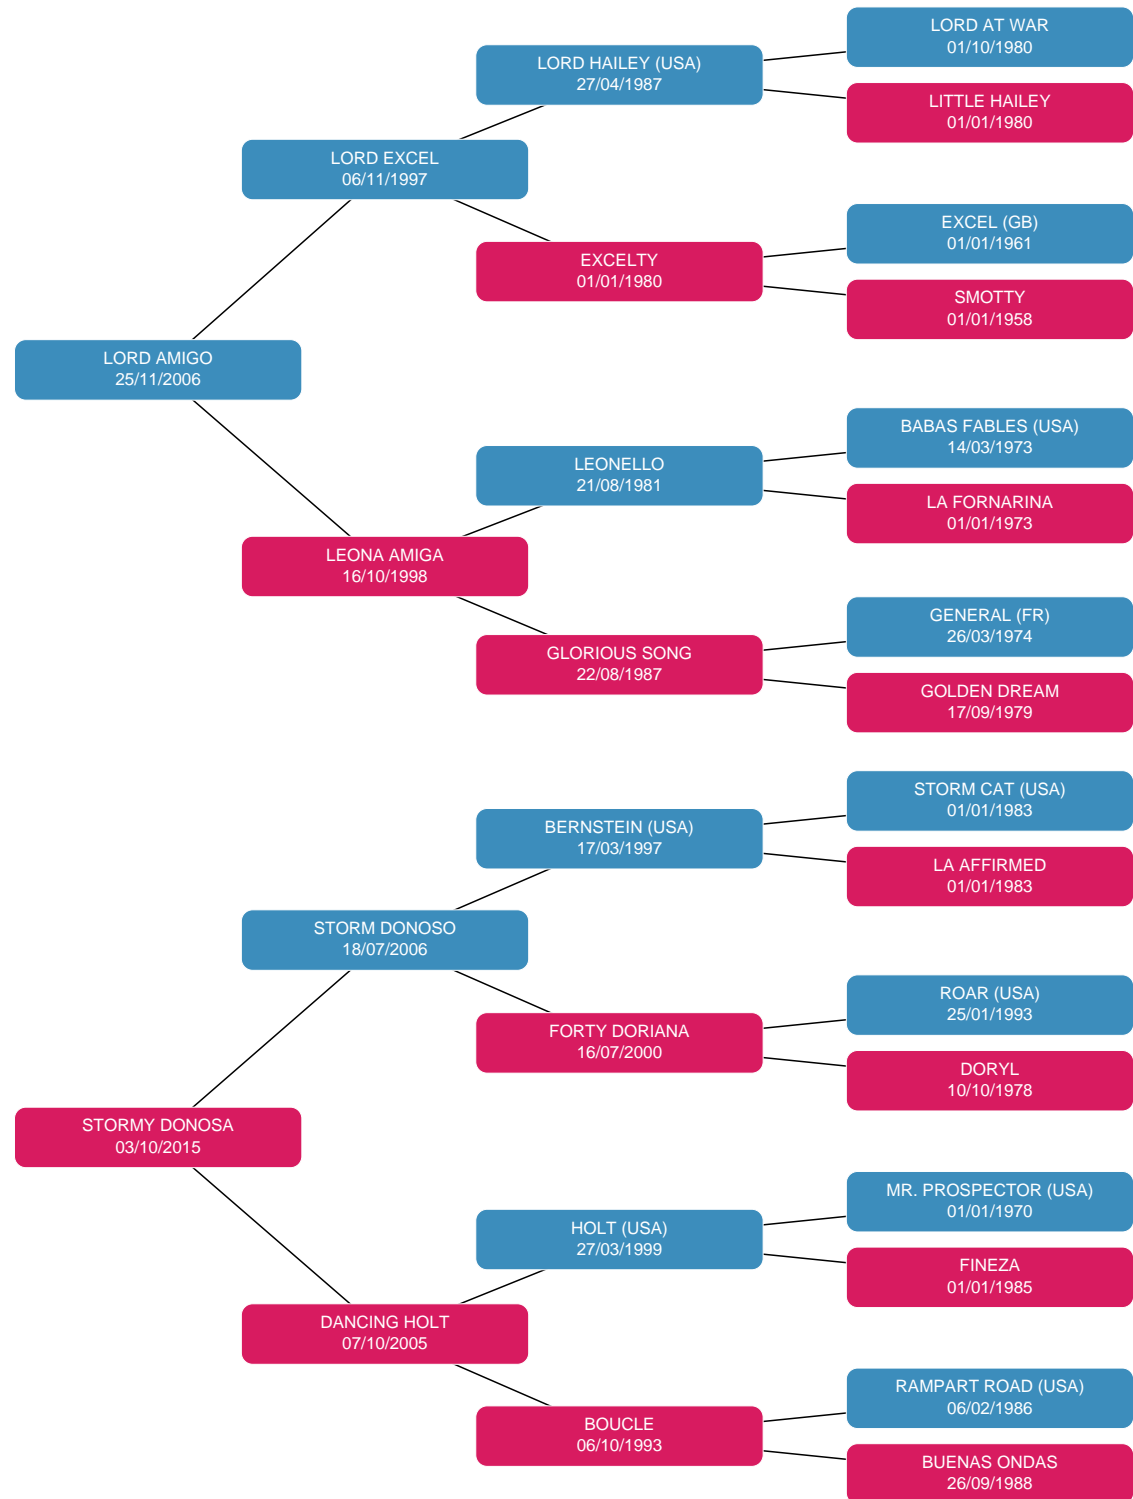 LORD AT WAR
01/10/1980
LORD HAILEY (USA)
27/04/1987
LITTLE HAILEY
01/01/1980
LORD EXCEL
06/11/1997
EXCEL (GB)
01/01/1961
EXCELTY
01/01/1980
SMOTTY
01/01/1958
LORD AMIGO
25/11/2006
BABAS FABLES (USA)
14/03/1973
LEONELLO
21/08/1981
LA FORNARINA
01/01/1973
LEONA AMIGA
16/10/1998
GENERAL (FR)
26/03/1974
GLORIOUS SONG
22/08/1987
GOLDEN DREAM
17/09/1979
STORM CAT (USA)
01/01/1983
BERNSTEIN (USA)
17/03/1997
LA AFFIRMED
01/01/1983
STORM DONOSO
18/07/2006
ROAR (USA)
25/01/1993
FORTY DORIANA
16/07/2000
DORYL
10/10/1978
STORMY DONOSA
03/10/2015
MR. PROSPECTOR (USA)
01/01/1970
HOLT (USA)
27/03/1999
FINEZA
01/01/1985
DANCING HOLT
07/10/2005
RAMPART ROAD (USA)
06/02/1986
BOUCLE
06/10/1993
BUENAS ONDAS
26/09/1988